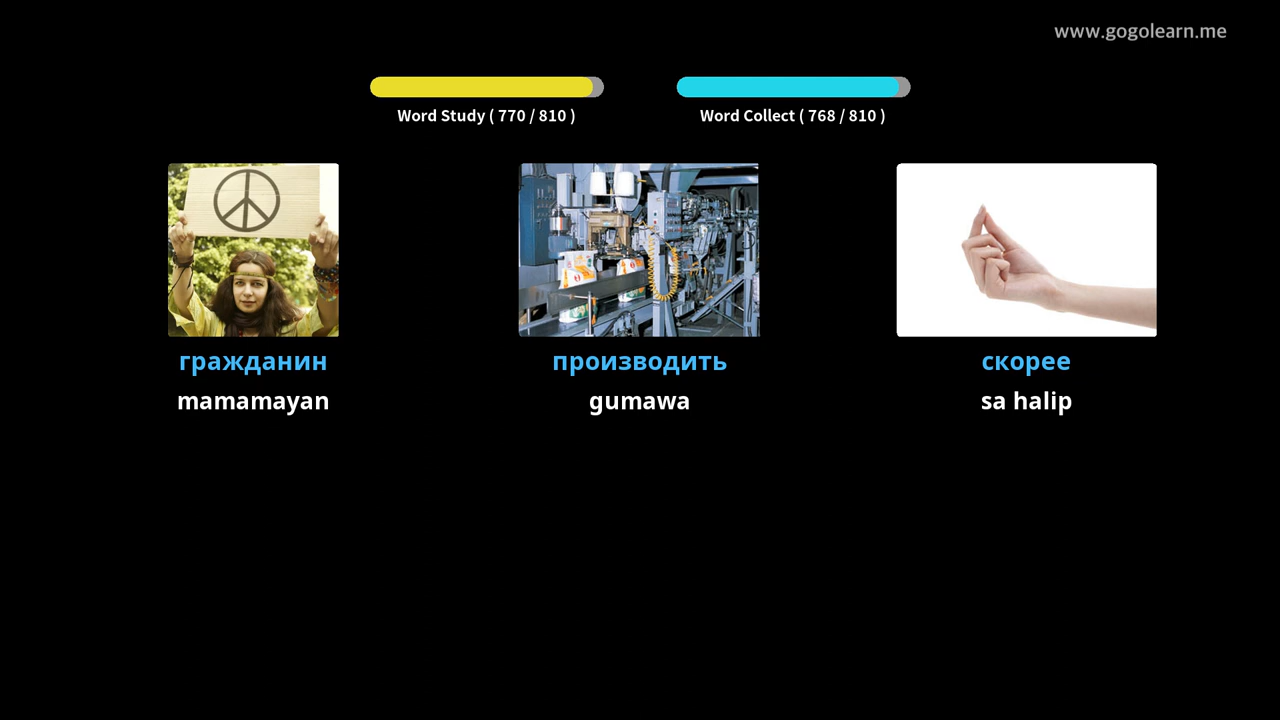 www.gogolearn.me
Word Study ( 770 / 810 )
Word Collect ( 768 / 810 )
гражданин
mamamayan
производить
gumawa
скорее
sa halip